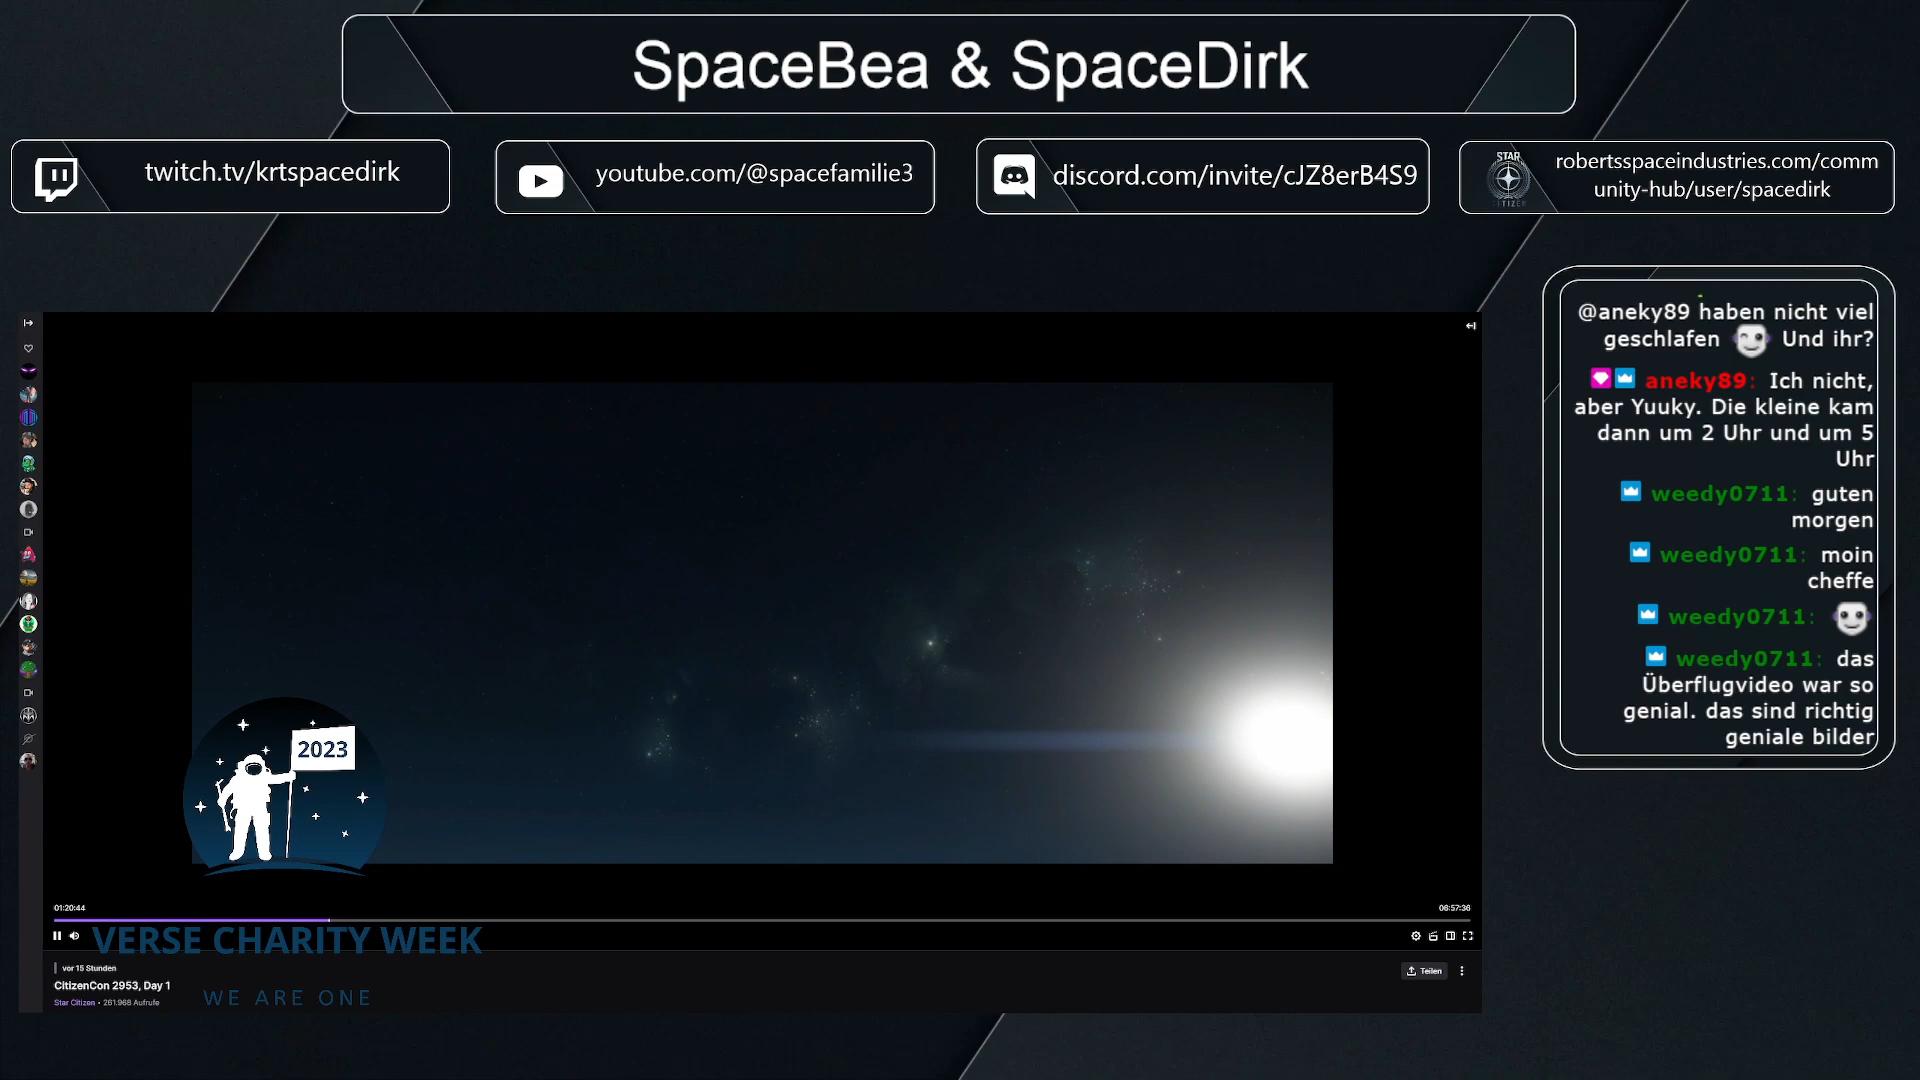 SpaceBea & SpaceDirk
twitch.tv/krtspacedirk
youtube.com/@spacefamilie3
discord.com/invite/cJZ8erB4S9
STAR
CITIZEN
robertsspaceindustries.com/comm
unity-hub/user/spacedirk
@aneky89 haben nicht viel
geschlafen Und ihr?
aneky89: Ich nicht,
aber Yuuky. Die kleine kam
dann um 2 Uhr und um 5
Uhr
weedy0711: guten
morgen
weedy0711: moin
cheffe
weedy0711:
weedy0711: das
Überflugvideo war so
genial. das sind richtig
geniale bilder
2023
01:20:44
06:57:36
VERSE CHARITY WEEK
vor 15 Stunden
CitizenCon 2953, Day 1
Star Citizen • 261.968 Aufrufe
Teilen
WE ARE ONE